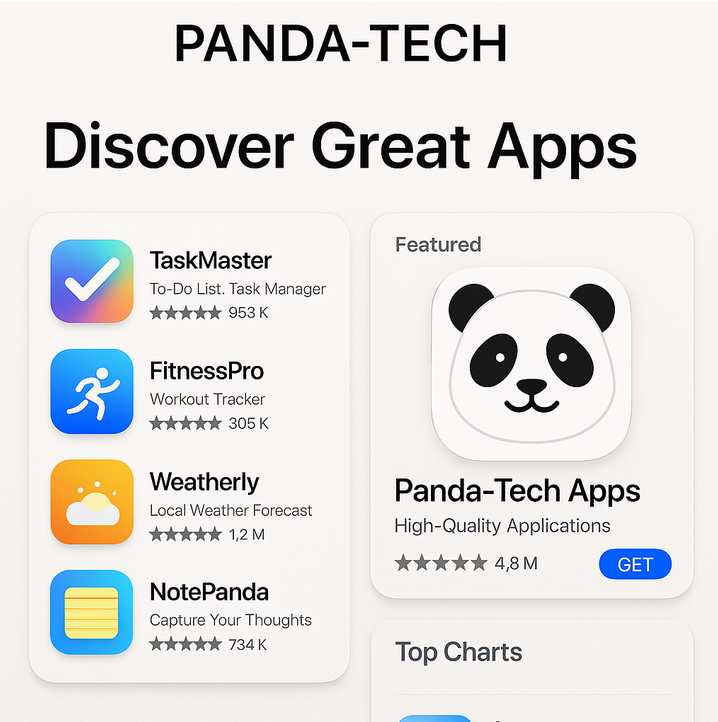 PANDA-TECH
Discover Great Apps
TaskMaster
To-Do List. Task Manager
★★★★★ 953 K
FitnessPro
Workout Tracker
★★★★★ 305 K
Weatherly
Local Weather Forecast
★★★★★ 1,2 M
NotePanda
Capture Your Thoughts
★★★★★ 734 K
Featured
Panda-Tech Apps
High-Quality Applications
★★★★★ 4,8 M
GET
Top Charts